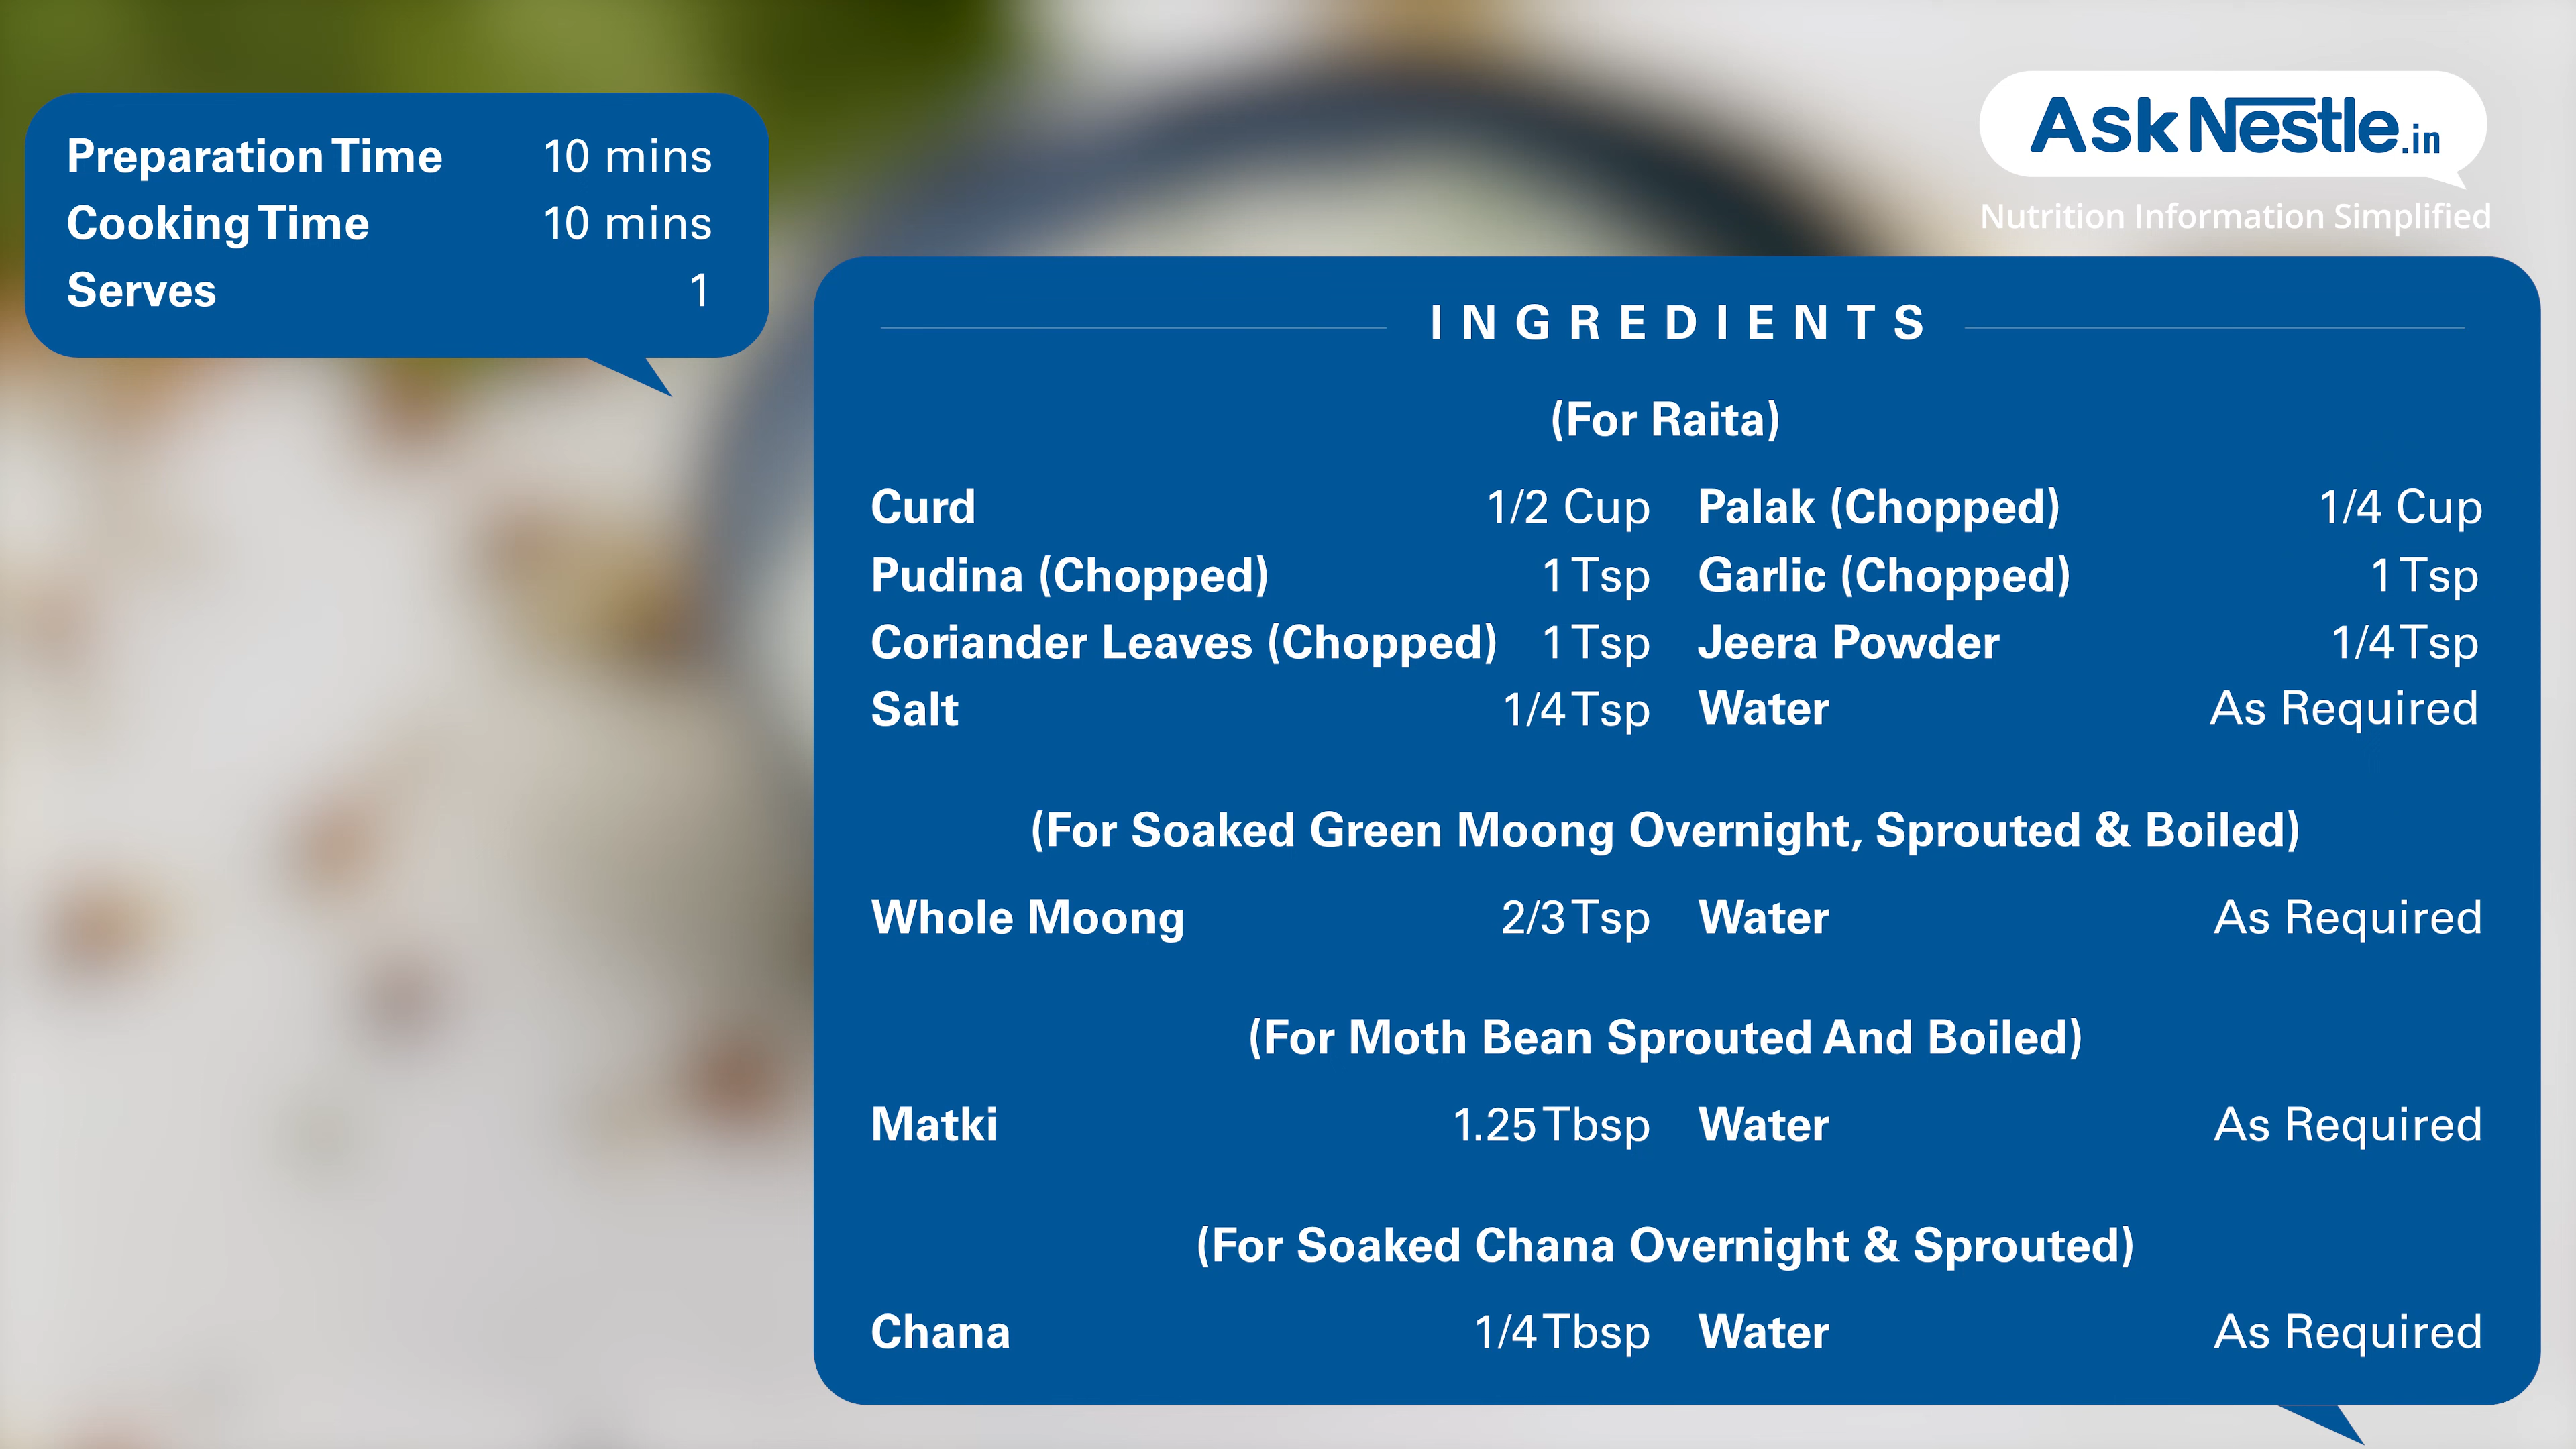 Preparation Time 10 mins
Cooking Time 10 mins
Serves 1
AskNestle.in
Nutrition Information Simplified
INGREDIENTS
(For Raita)
Curd 1/2 Cup Palak (Chopped) 1/4 Cup
Pudina (Chopped) 1 Tsp Garlic (Chopped) 1 Tsp
Coriander Leaves (Chopped) 1 Tsp Jeera Powder 1/4 Tsp
Salt 1/4 Tsp Water As Required
(For Soaked Green Moong Overnight, Sprouted & Boiled)
Whole Moong 2/3 Tsp Water As Required
(For Moth Bean Sprouted And Boiled)
Matki 1.25 Tbsp Water As Required
(For Soaked Chana Overnight & Sprouted)
Chana 1/4 Tbsp Water As Required